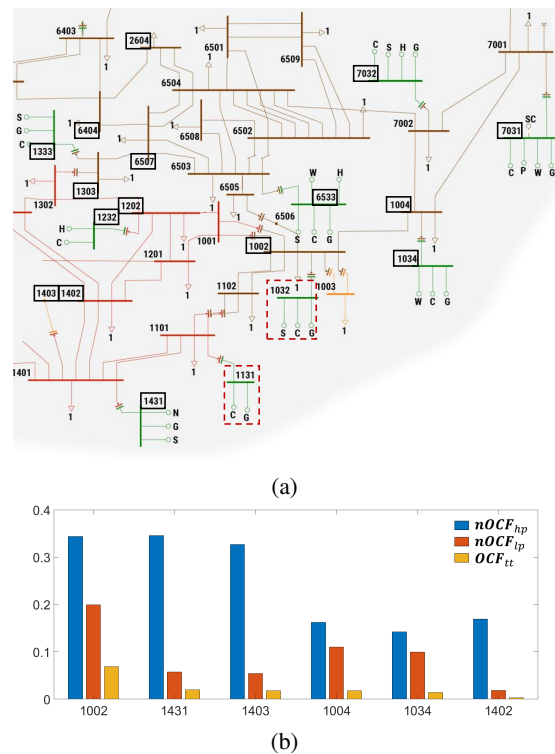 6403
2604
1
6501
6509
7001
C S H G
7032
6504
S
G
C
1333
1
6404
6507
1
6508
6502
7002
1
7031
SC
C P W G
1
1303
6503
1302
1
1232
1202
H
C
1
1001
6505
W H
6533
6506
S C G
1002
1004
1
1034
W C G
1201
1
1403
1402
1102
1
1032
1003
S C G
1
1
1101
1401
1
1131
C G
1
1431
N
G
S
(a)
0.4
0.3
0.2
0.1
0
nOCF_hp
nOCF_lp
OCF_tt
1002 1431 1403 1004 1034 1402
(b)